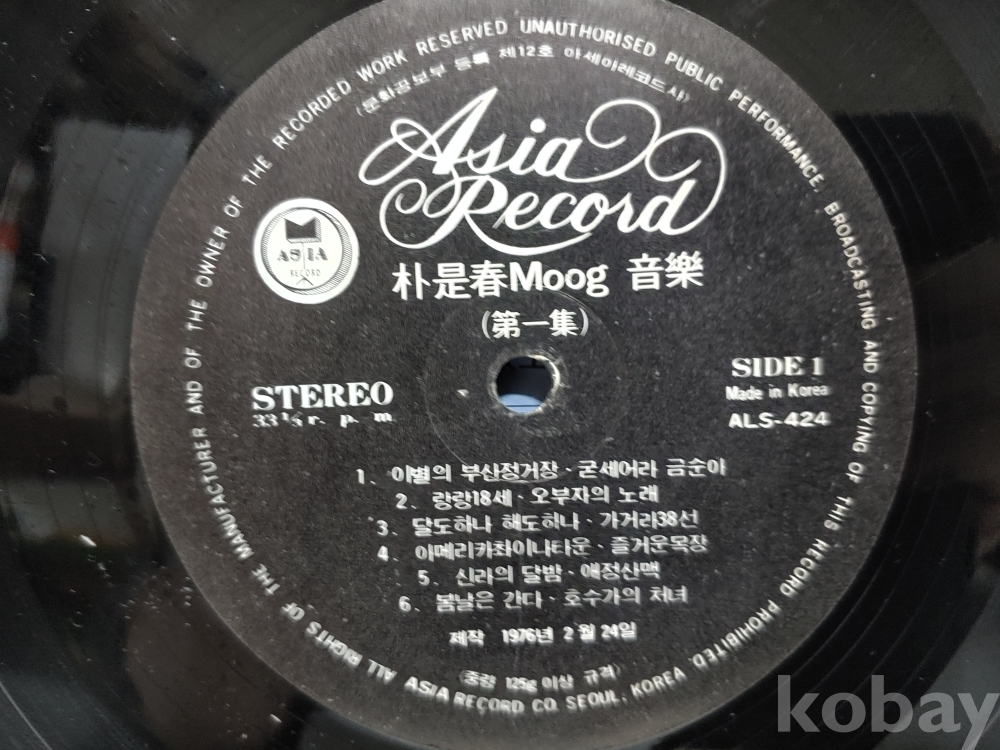 ALL RIGHTS OF THE MANUFACTURER AND OF THE OWNER OF THE RECORDED WORK RESERVED UNAUTHORISED PUBLIC PERFORMANCE. BROADCASTING AND COPYING OF THIS RECORD PROHIBITED.
(문화공보부 등록 제12호 아세아레코드사)
Asia
Record
ASIA
RECORD
朴是春Moog 音樂
(第一集)
STEREO
33⅓ r. p. m
SIDE 1
Made in Korea
ALS-424
1. 이별의 부산정거장·굳세어라 금순아
2. 랑랑18세·오부자의 노래
3. 달도하나 해도하나·가거라38선
4. 아메리카촤이나타운·즐거운목장
5. 신라의 달밤·애정산맥
6. 봄날은 간다·호수가의 처녀
제작 1976년 2월 24일
(중량 125g 이상 규격)
ASIA RECORD CO. SEOUL. KOREA
kobay